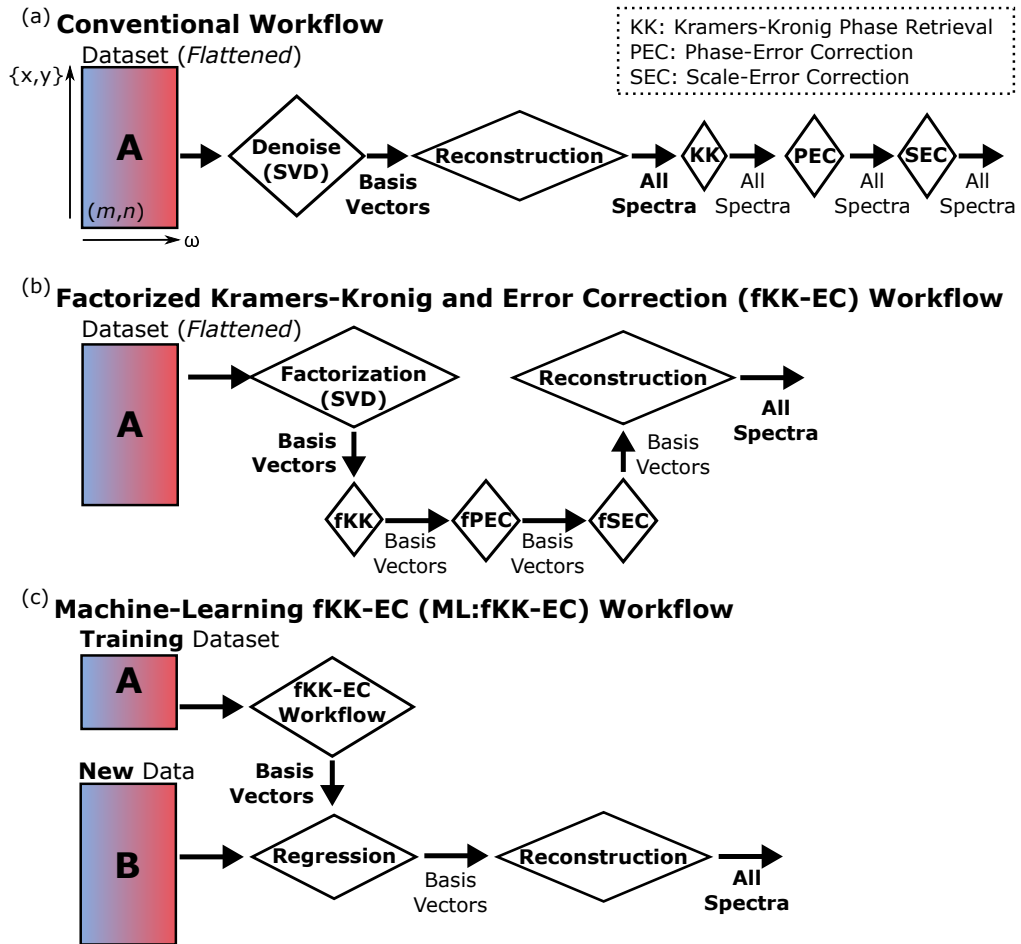 (a) Conventional Workflow
KK: Kramers-Kronig Phase Retrieval
PEC: Phase-Error Correction
SEC: Scale-Error Correction
Dataset (Flattened)
{x,y}
A
(m,n)
ω
Denoise
(SVD)
Basis
Vectors
Reconstruction
All
Spectra
KK
All
Spectra
PEC
All
Spectra
SEC
All
Spectra
(b) Factorized Kramers-Kronig and Error Correction (fKK-EC) Workflow
Dataset (Flattened)
A
Factorization
(SVD)
Basis
Vectors
fKK
Basis
Vectors
fPEC
Basis
Vectors
fSEC
Basis
Vectors
Reconstruction
All
Spectra
(c) Machine-Learning fKK-EC (ML:fKK-EC) Workflow
Training Dataset
A
fKK-EC
Workflow
Basis
Vectors
New Data
B
Regression
Basis
Vectors
Reconstruction
All
Spectra